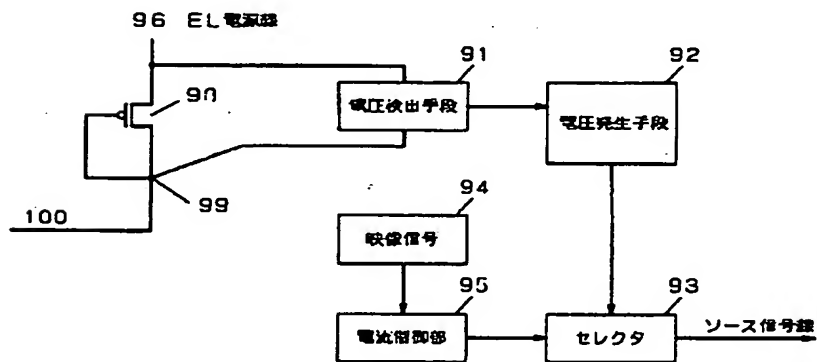 96 EL電源線
91
92
98
電圧検出手段
電圧発生手段
99
94
100
映像信号
95
93
電流制御部
セレクタ
ソース信号線